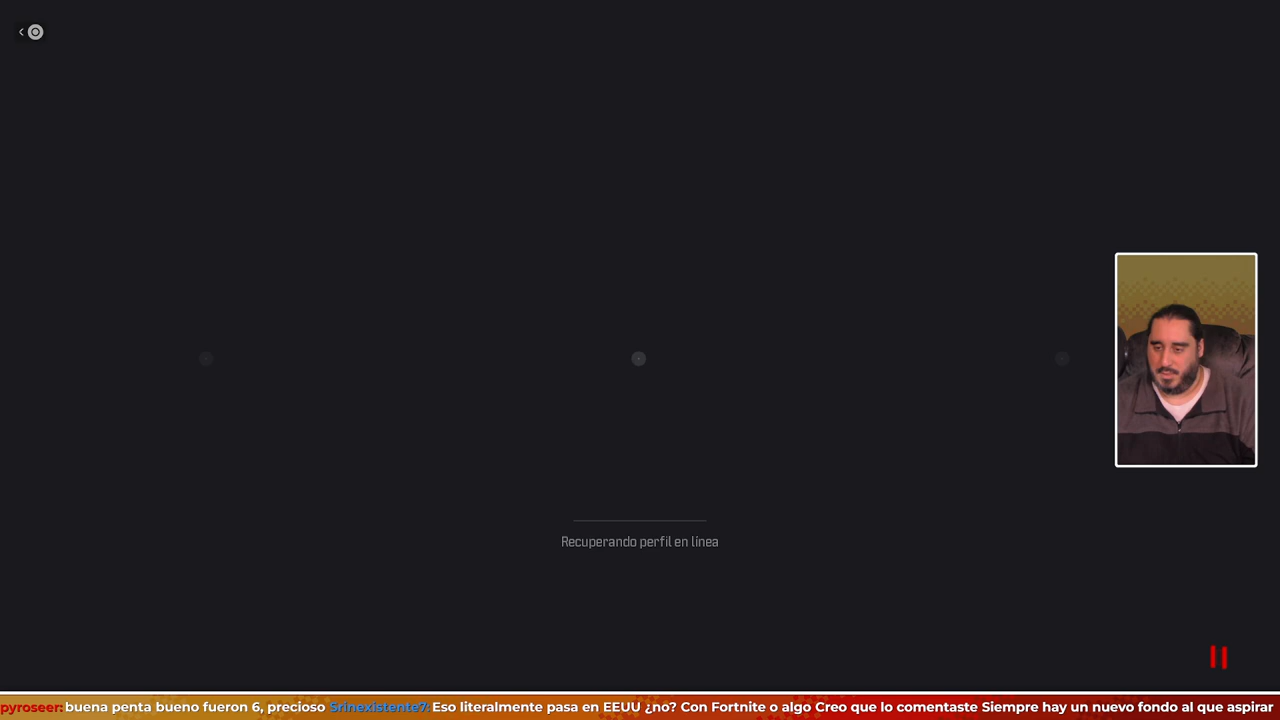 Recuperando perfil en línea
pyroseer: buena penta bueno fueron 6, precioso Srinexistente7: Eso literalmente pasa en EEUU ¿no? Con Fortnite o algo Creo que lo comentaste Siempre hay un nuevo fondo al que aspirar